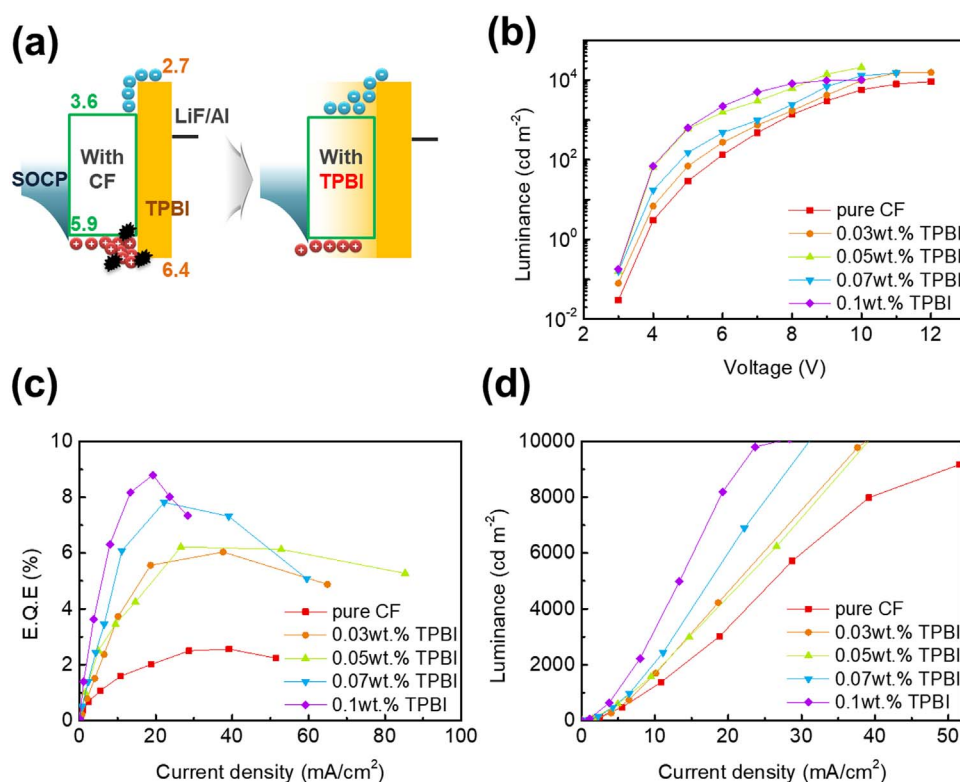 (a)
2.7
3.6
LiF/Al
With
CF
SOCP
TPBI
5.9
6.4
With
TPBI
(b)
Luminance (cd m⁻²)
10⁴
10²
10⁰
10⁻²
2 4 6 8 10 12
Voltage (V)
pure CF
0.03wt.% TPBI
0.05wt.% TPBI
0.07wt.% TPBI
0.1wt.% TPBI
(c)
E.Q.E (%)
10
8
6
4
2
0
0 20 40 60 80 100
Current density (mA/cm²)
pure CF
0.03wt.% TPBI
0.05wt.% TPBI
0.07wt.% TPBI
0.1wt.% TPBI
(d)
Luminance (cd m⁻²)
10000
8000
6000
4000
2000
0
0 10 20 30 40 50
Current density (mA/cm²)
pure CF
0.03wt.% TPBI
0.05wt.% TPBI
0.07wt.% TPBI
0.1wt.% TPBI